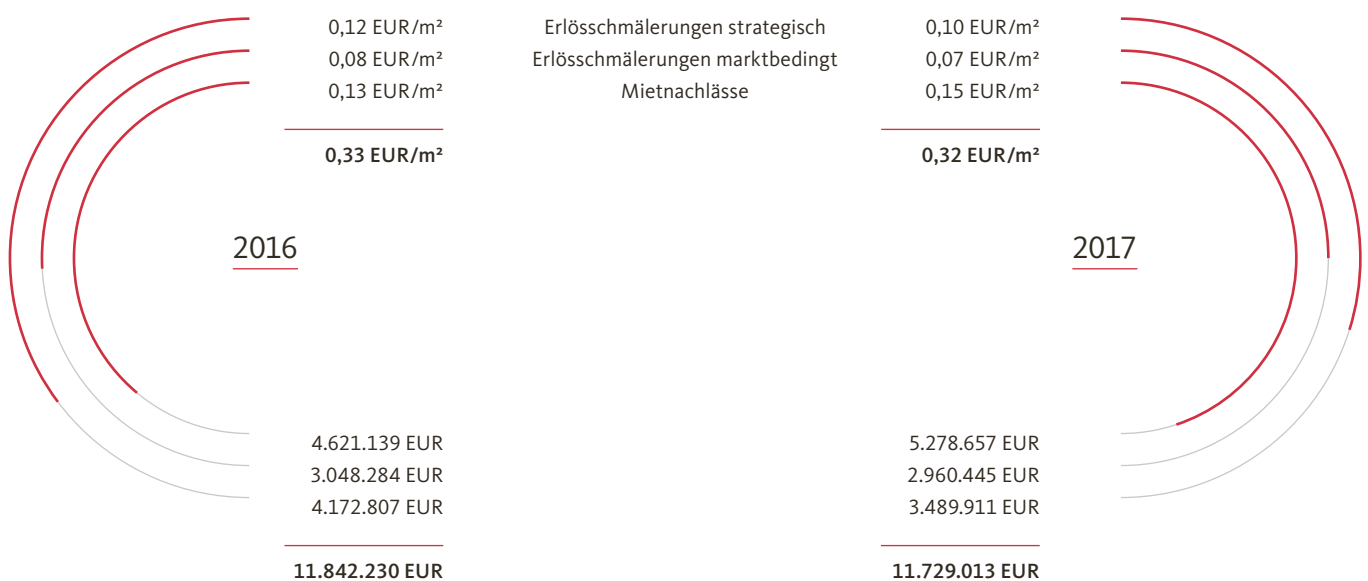 0,12 EUR/m² Erlösschmälerungen strategisch 0,10 EUR/m²
0,08 EUR/m² Erlösschmälerungen marktbedingt 0,07 EUR/m²
0,13 EUR/m² Mietnachlässe 0,15 EUR/m²
0,33 EUR/m² 0,32 EUR/m²
2016 2017
4.621.139 EUR 5.278.657 EUR
3.048.284 EUR 2.960.445 EUR
4.172.807 EUR 3.489.911 EUR
11.842.230 EUR 11.729.013 EUR